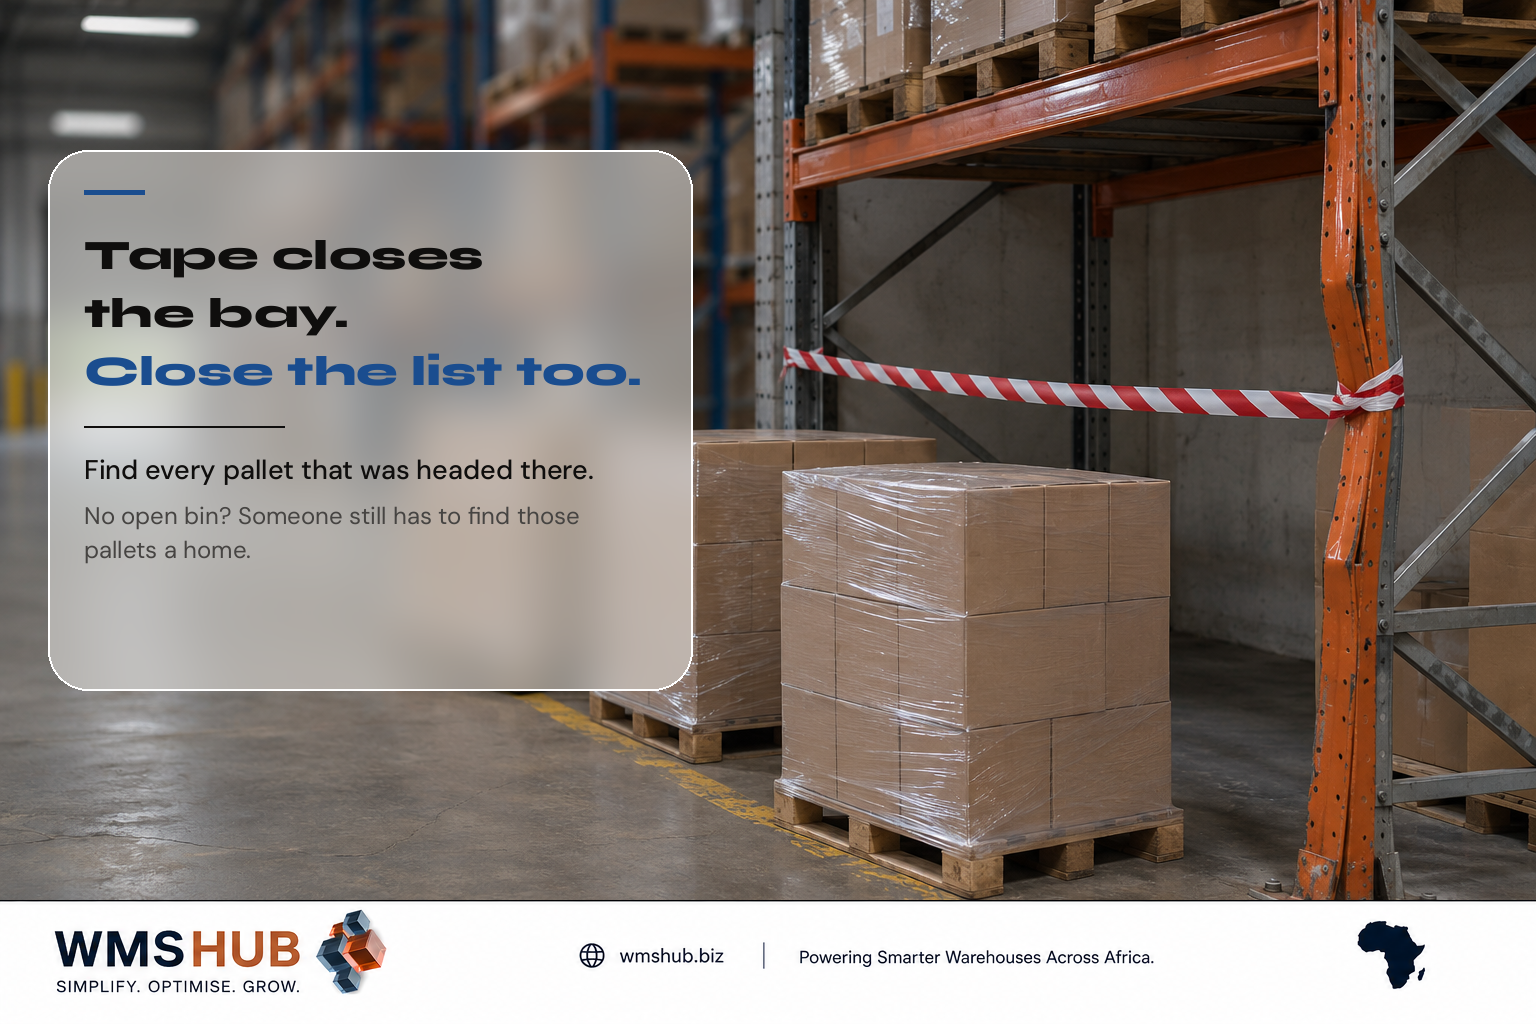 Tape closes
the bay.
Close the list too.
Find every pallet that was headed there.
No open bin? Someone still has to find those
pallets a home.
WMSHUB
SIMPLIFY. OPTIMISE. GROW.
wmshub.biz
Powering Smarter Warehouses Across Africa.